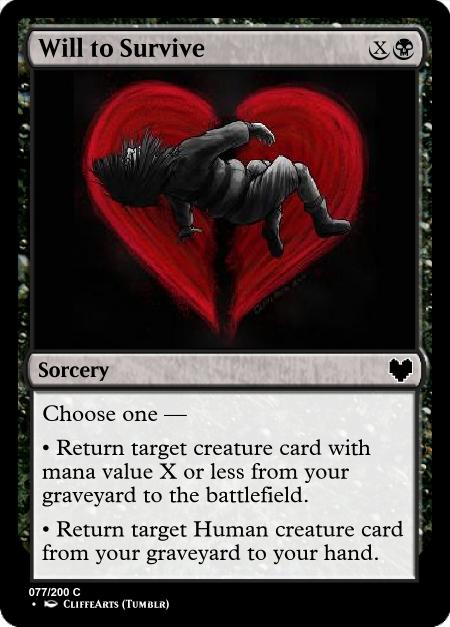 Will to Survive
X
Sorcery
Choose one —
• Return target creature card with
mana value X or less from your
graveyard to the battlefield.
• Return target Human creature card
from your graveyard to your hand.
077/200 C
• CliffeArts (Tumblr)